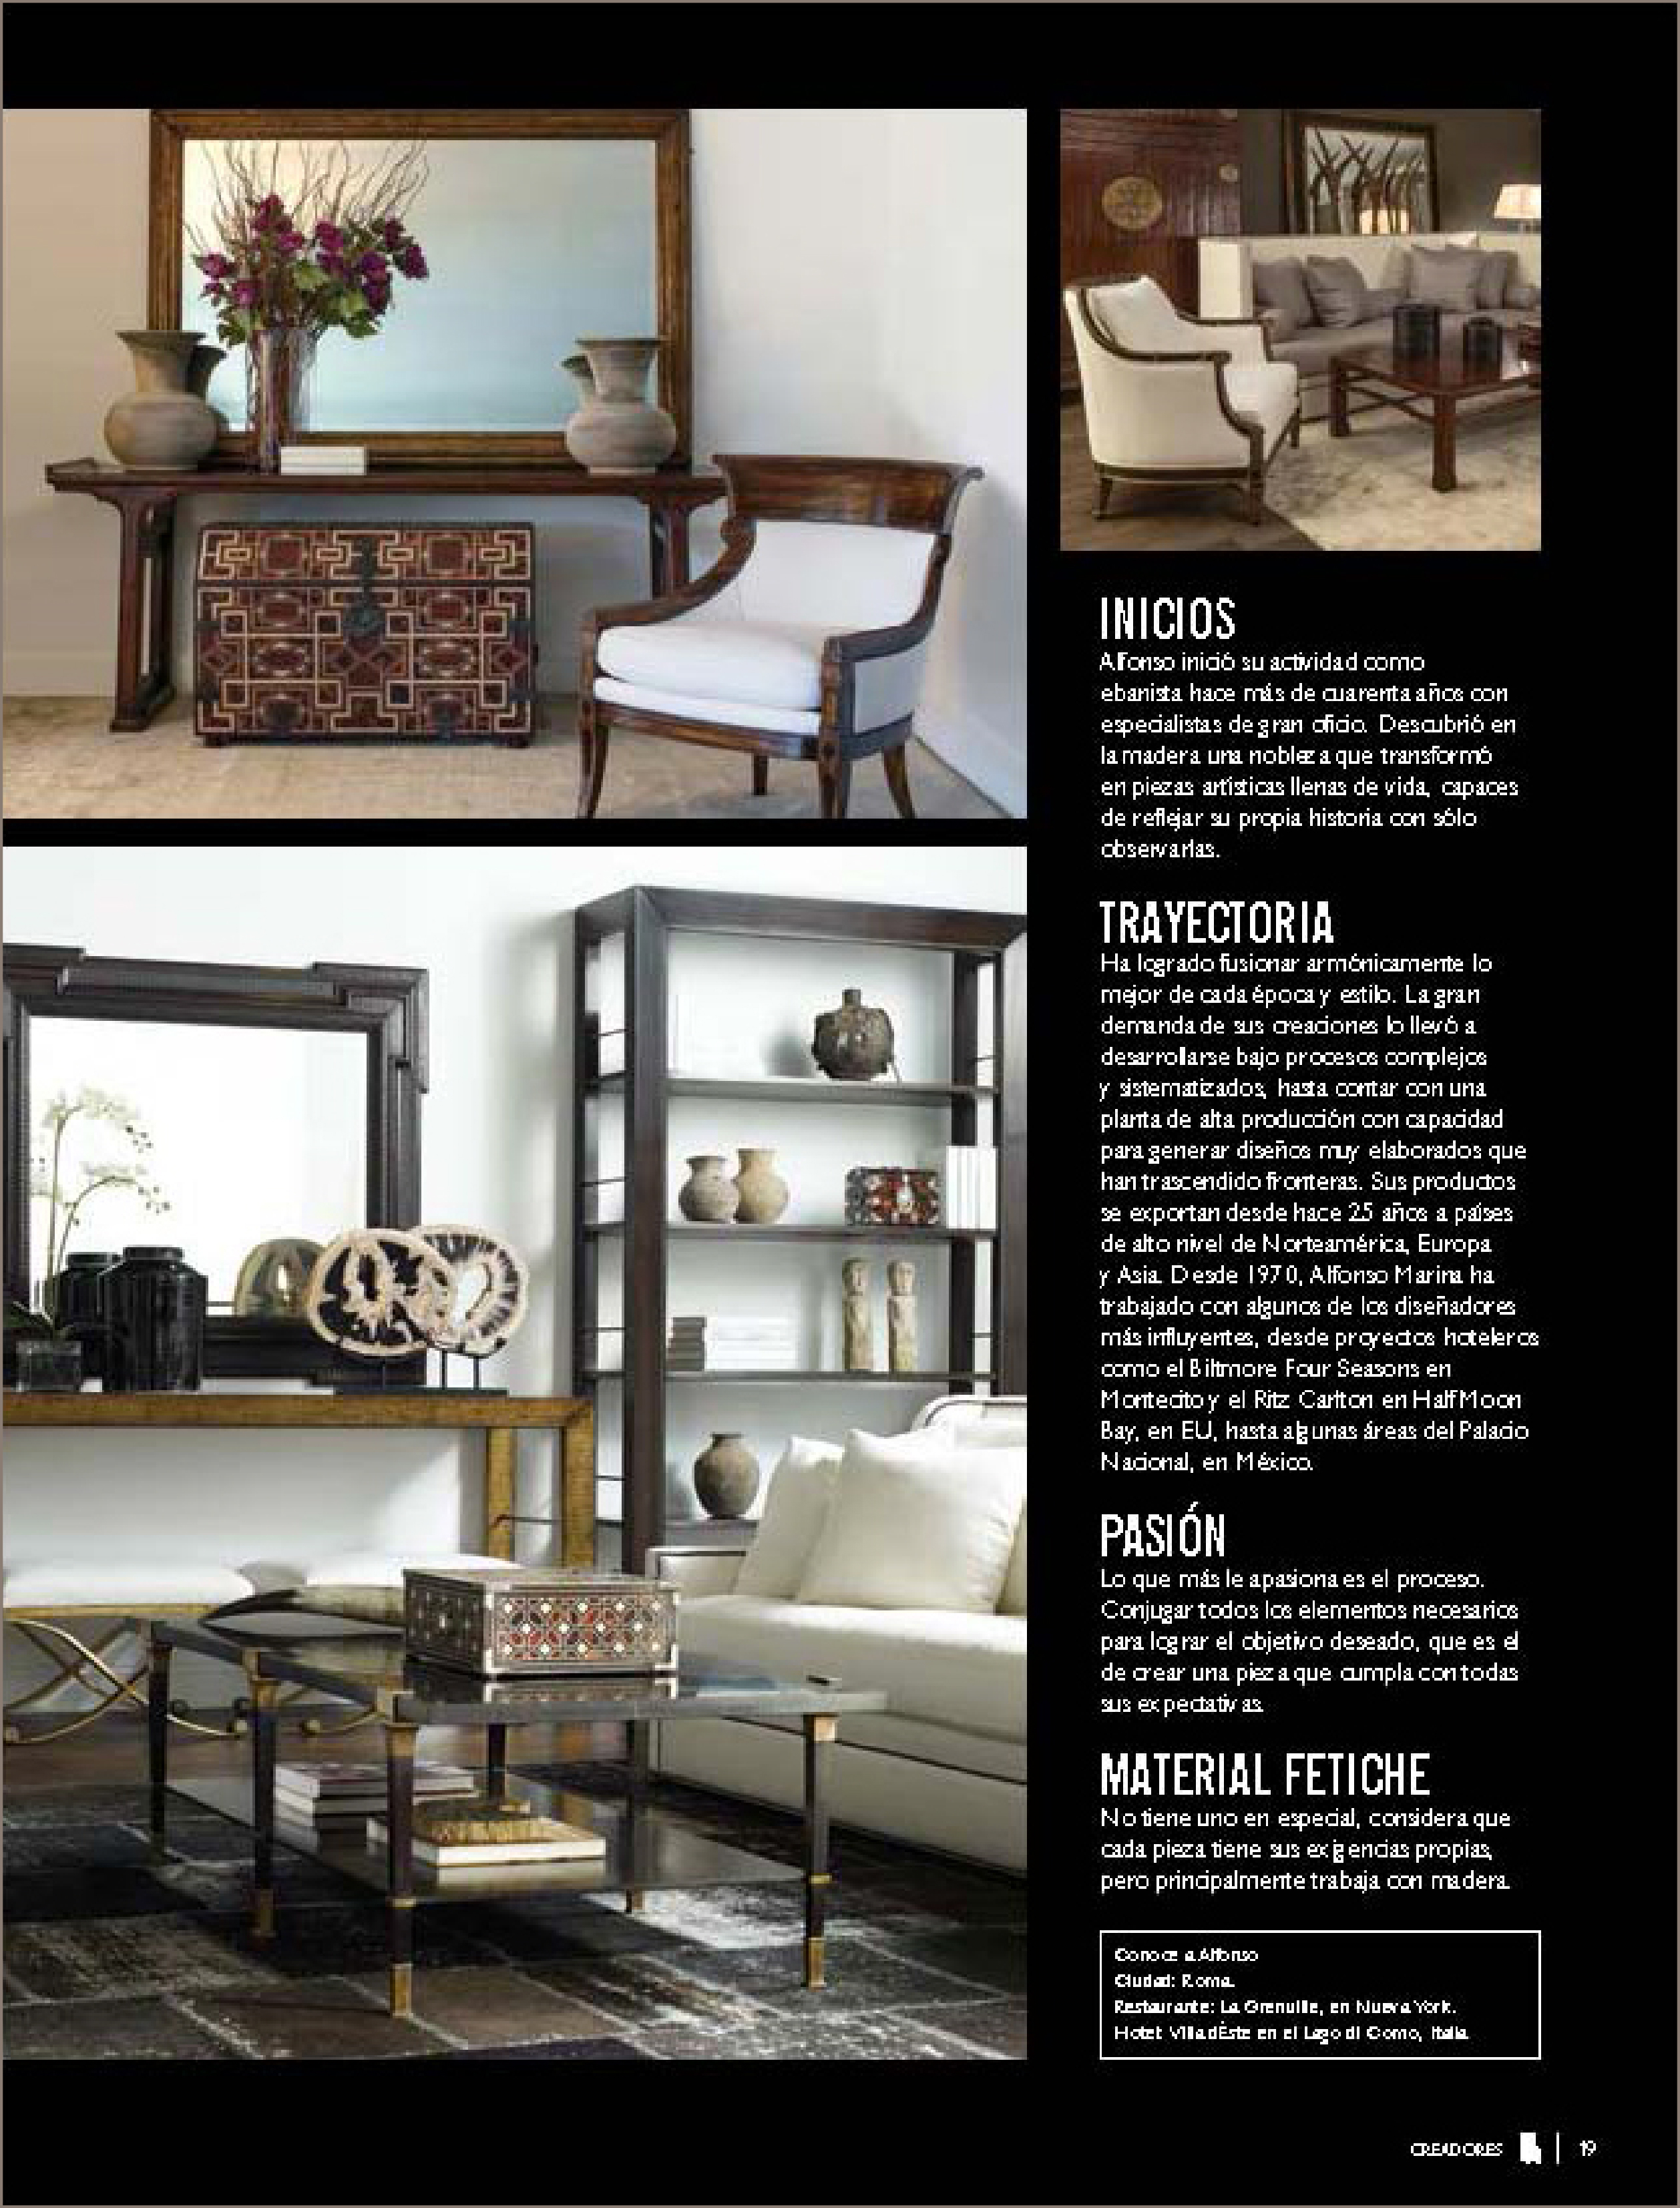 INICIOS
Alfonso inició su actividad como
ebanista hace más de cuarenta años con
especialistas de gran oficio. Descubrió en
la madera una nobleza que transformó
en piezas artísticas llenas de vida, capaces
de reflejar su propia historia con sólo
observarlas.
TRAYECTORIA
Ha logrado fusionar armónicamente lo
mejor de cada época y estilo. La gran
demanda de sus creaciones lo llevó a
desarrollarse bajo procesos complejos
y sistematizados, hasta contar con una
planta de alta producción con capacidad
para generar diseños muy elaborados que
han trascendido fronteras. Sus productos
se exportan desde hace 25 años a países
de alto nivel de Norteamérica, Europa
y Asia. Desde 1970, Alfonso Marina ha
trabajado con algunos de los diseñadores
más influyentes, desde proyectos hoteleros
como el Biltmore Four Seasons en
Montecito y el Ritz Carlton en Half Moon
Bay, en EU, hasta algunas áreas del Palacio
Nacional, en México.
PASIÓN
Lo que más le apasiona es el proceso.
Conjugar todos los elementos necesarios
para lograr el objetivo deseado, que es el
de crear una pieza que cumpla con todas
sus expectativas.
MATERIAL FETICHE
No tiene uno en especial, considera que
cada pieza tiene sus exigencias propias,
pero principalmente trabaja con madera.
Conoce a Alfonso
Ciudad: Roma.
Restaurante: La Grenuille, en Nueva York.
Hotel: Villa d´Este en el Lago di Como, Italia.
CREADORES | 19